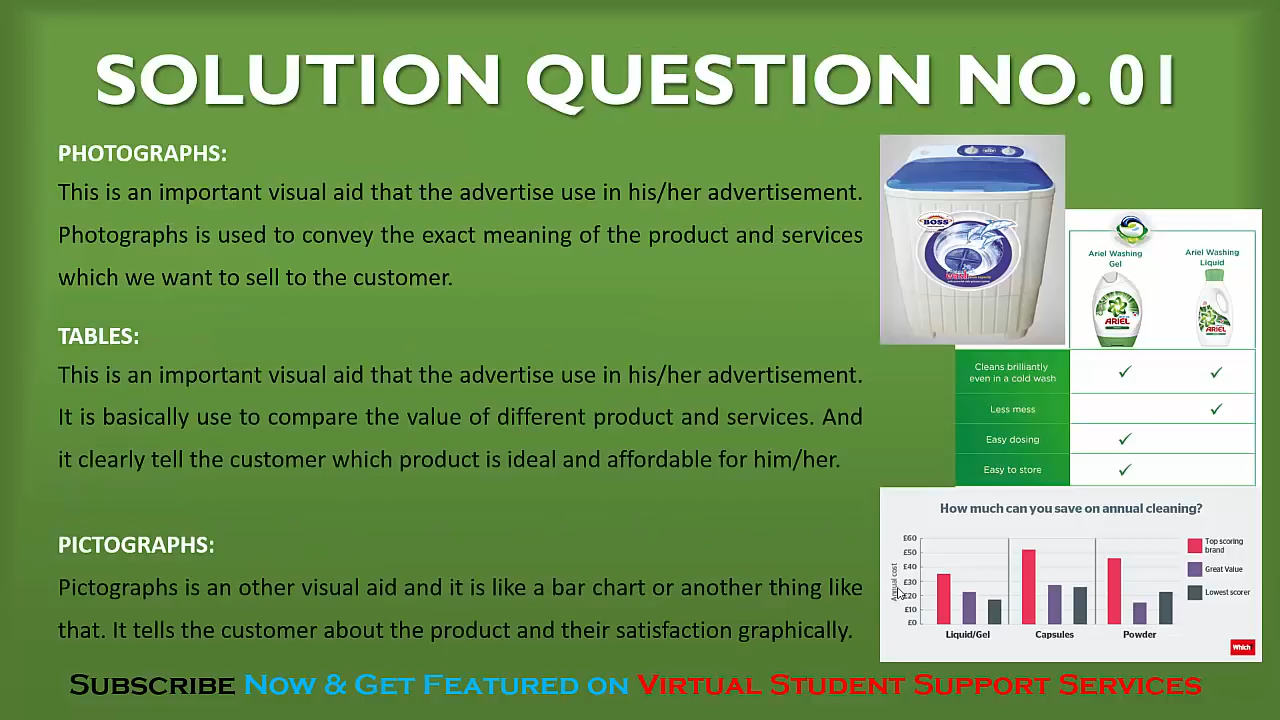 SOLUTION QUESTION NO. 01
PHOTOGRAPHS:
This is an important visual aid that the advertise use in his/her advertisement.
Photographs is used to convey the exact meaning of the product and services
which we want to sell to the customer.
TABLES:
This is an important visual aid that the advertise use in his/her advertisement.
It is basically use to compare the value of different product and services. And
it clearly tell the customer which product is ideal and affordable for him/her.
PICTOGRAPHS:
Pictographs is an other visual aid and it is like a bar chart or another thing like
that. It tells the customer about the product and their satisfaction graphically.
BOSS
Ariel Washing
Gel
Ariel Washing
Liquid
ARIEL
ARIEL
Cleans brilliantly
even in a cold wash
✓ ✓
Less mess ✓
Easy dosing ✓
Easy to store ✓
How much can you save on annual cleaning?
Annual cost
£60
£50
£40
£30
£20
£10
£0
Liquid/Gel Capsules Powder
Top scoring
brand
Great Value
Lowest scorer
Which
Subscribe Now & Get Featured on Virtual Student Support Services